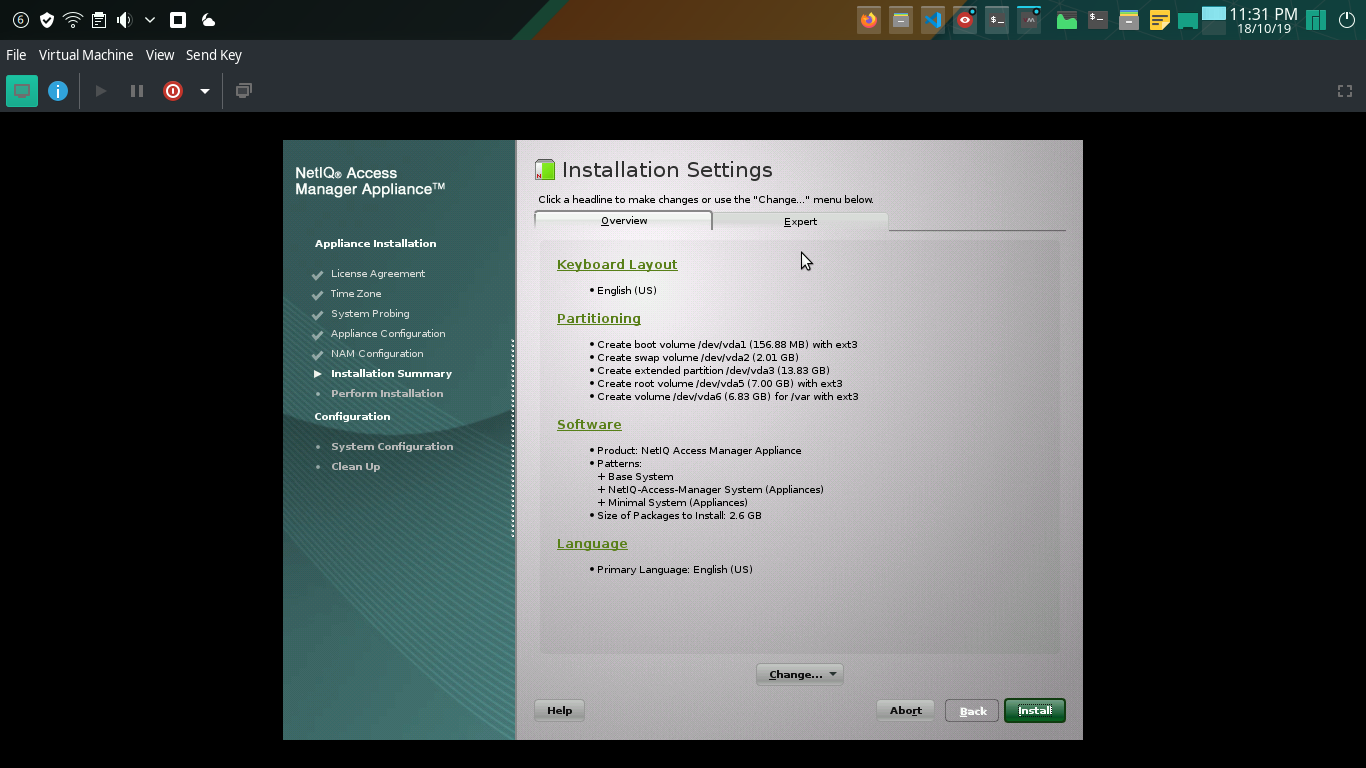 6
11:31 PM
18/10/19
File Virtual Machine View Send Key
NetIQ® Access
Manager Appliance™
Appliance Installation
License Agreement
Time Zone
System Probing
Appliance Configuration
NAM Configuration
Installation Summary
Perform Installation
Configuration
System Configuration
Clean Up
Installation Settings
Click a headline to make changes or use the "Change..." menu below.
Overview Expert
Keyboard Layout
• English (US)
Partitioning
• Create boot volume /dev/vda1 (156.88 MB) with ext3
• Create swap volume /dev/vda2 (2.01 GB)
• Create extended partition /dev/vda3 (13.83 GB)
• Create root volume /dev/vda5 (7.00 GB) with ext3
• Create volume /dev/vda6 (6.83 GB) for /var with ext3
Software
• Product: NetIQ Access Manager Appliance
• Patterns:
+ Base System
+ NetIQ-Access-Manager System (Appliances)
+ Minimal System (Appliances)
• Size of Packages to Install: 2.6 GB
Language
• Primary Language: English (US)
Change...
Help Abort Back Install